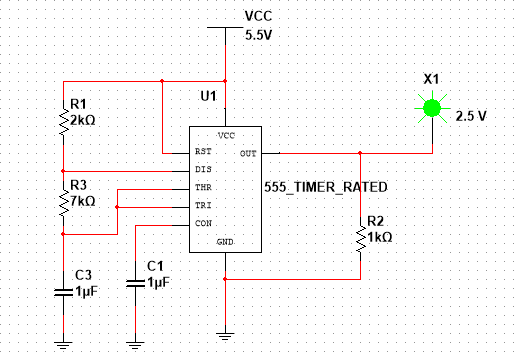 VCC
5.5V
X1
2.5 V
U1
R1
2kΩ
VCC
RST
OUT
DIS
R3
7kΩ
THR
555_TIMER_RATED
TRI
CON
R2
1kΩ
GND
C3
1µF
C1
1µF